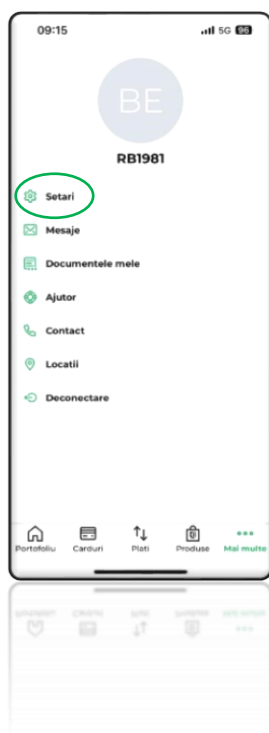 09:15 5G 96
BE
RB1981
Setari
Mesaje
Documentele mele
Ajutor
Contact
Locatii
Deconectare
Portofoliu Carduri Plati Produse Mai multe